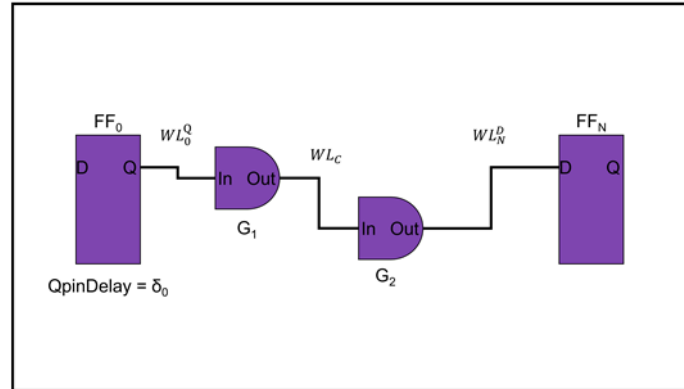 FF₀
D Q
QpinDelay = δ₀
WL₀^Q
In Out
G₁
WL_C
In Out
G₂
WL_N^D
FF_N
D Q